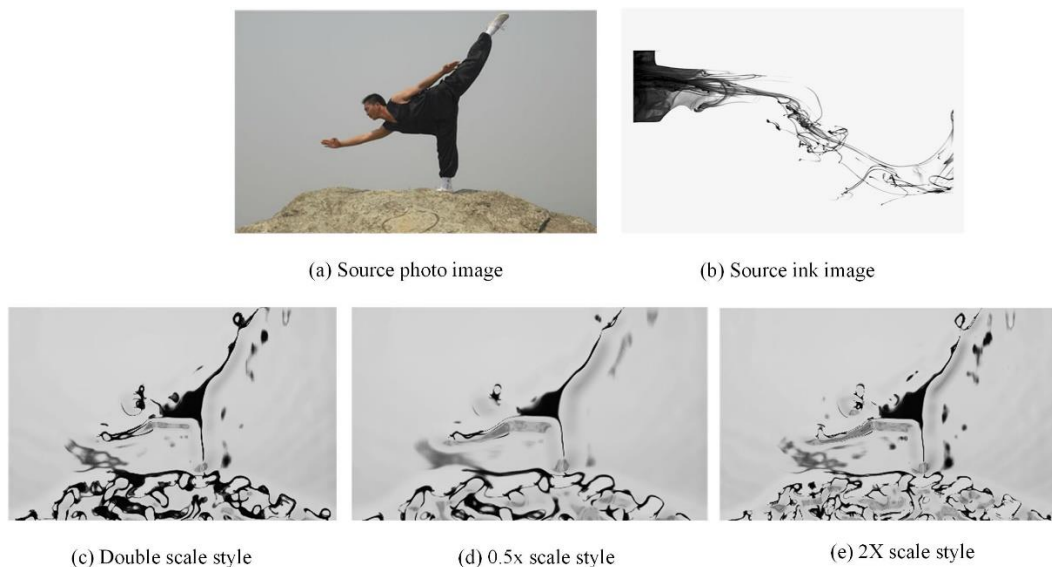 (a) Source photo image
(b) Source ink image
(c) Double scale style
(d) 0.5x scale style
(e) 2X scale style